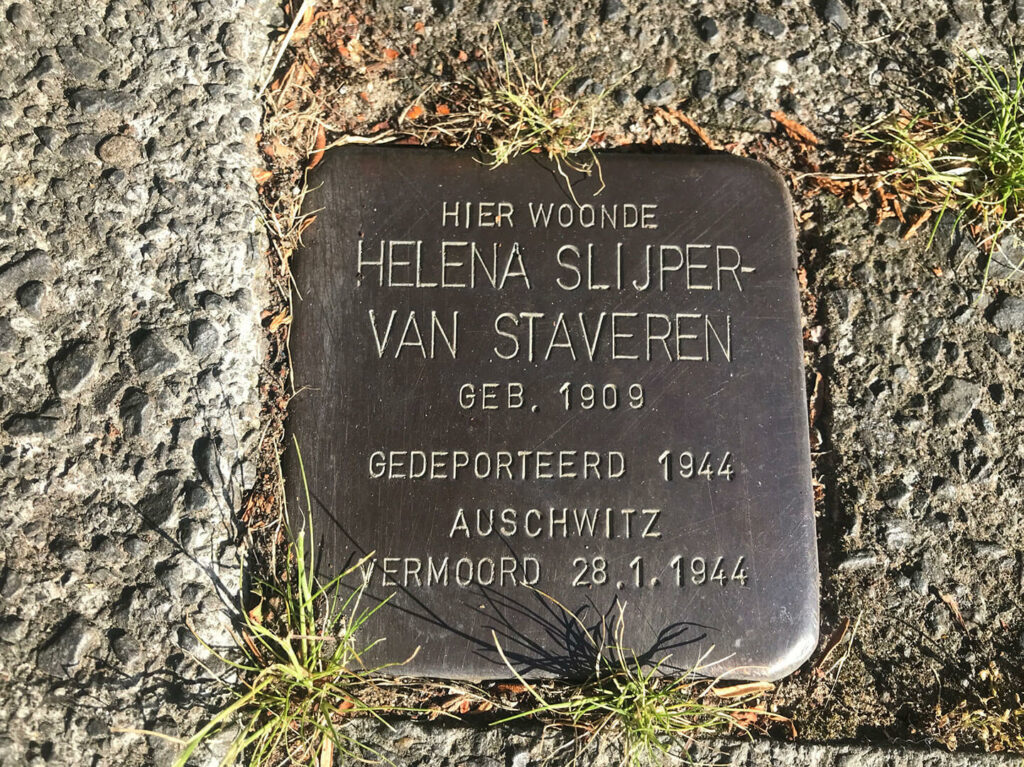 HIER WOONDE
HELENA SLIJPER-
VAN STAVEREN
GEB. 1909
GEDEPORTEERD 1944
AUSCHWITZ
VERMOORD 28.1.1944